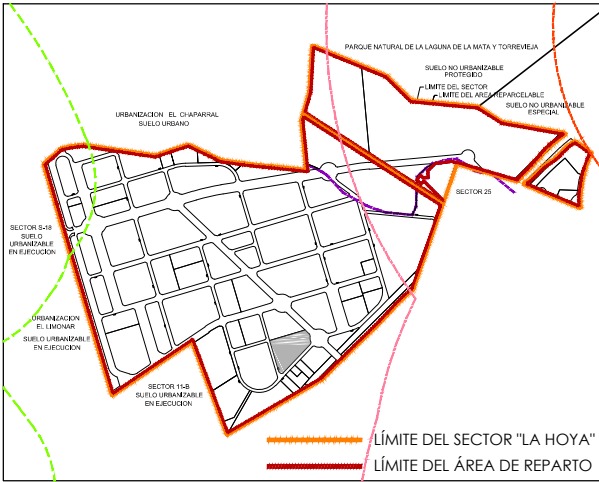 PARQUE NATURAL DE LA LAGUNA DE LA MATA Y TORREVIEJA
SUELO NO URBANIZABLE
PROTEGIDO
LIMITE DEL SECTOR
LIMITE DEL AREA REPARCELABLE
SUELO NO URBANIZABLE
ESPECIAL
URBANIZACION EL CHAPARRAL
SUELO URBANO
SECTOR 25
SECTOR S-18
SUELO
URBANIZABLE
EN EJECUCION
URBANIZACION
EL LIMONAR
SUELO URBANIZABLE
EN EJECUCION
SECTOR 11-B
SUELO URBANIZABLE
EN EJECUCION
LÍMITE DEL SECTOR "LA HOYA"
LÍMITE DEL ÁREA DE REPARTO